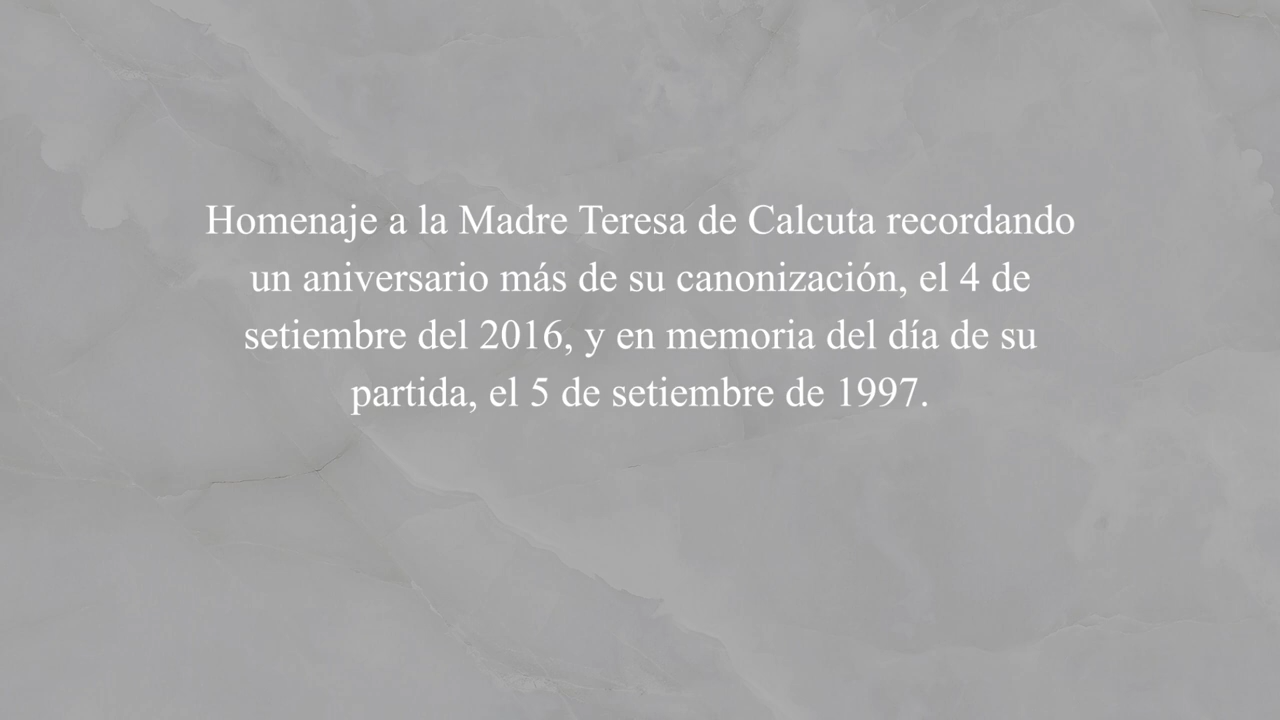 Homenaje a la Madre Teresa de Calcuta recordando
un aniversario más de su canonización, el 4 de
setiembre del 2016, y en memoria del día de su
partida, el 5 de setiembre de 1997.